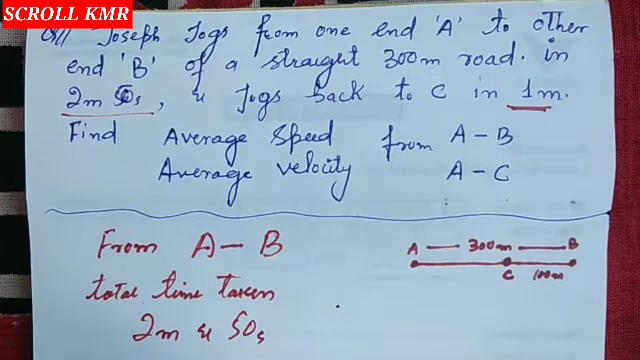 SCROLL KMR
Q1 Joseph Jogs from one end 'A' to other
end 'B' of a straight 300m road. in
2m 50s, & Jogs back to C in 1m.
Find Average Speed from A-B
Average velocity A-C
From A-B
A 300m B
total time taken
C 100m
2m & 50s